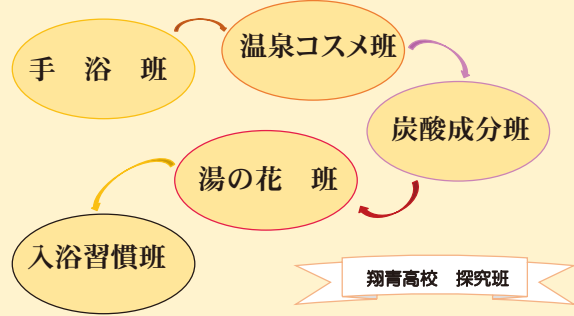 手　浴　班
温泉コスメ班
炭酸成分班
湯の花　班
入浴習慣班
翔青高校　探究班